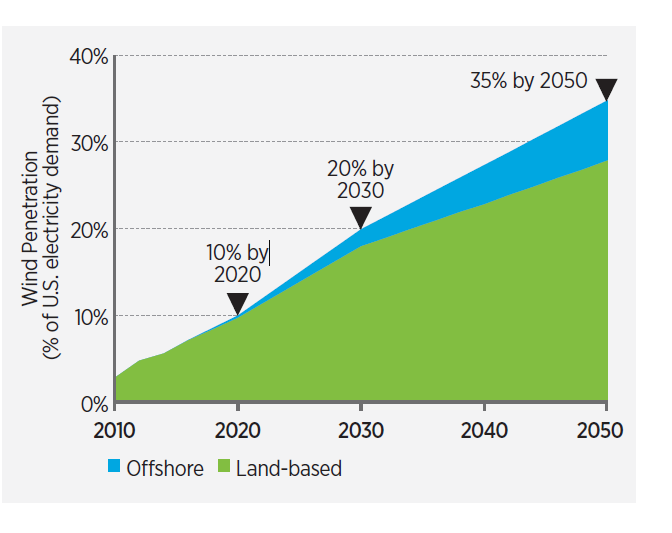 40%
35% by 2050
30%
20% by
2030
20%
10% by
2020
10%
0%
Wind Penetration
(% of U.S. electricity demand)
2010 2020 2030 2040 2050
Offshore Land-based